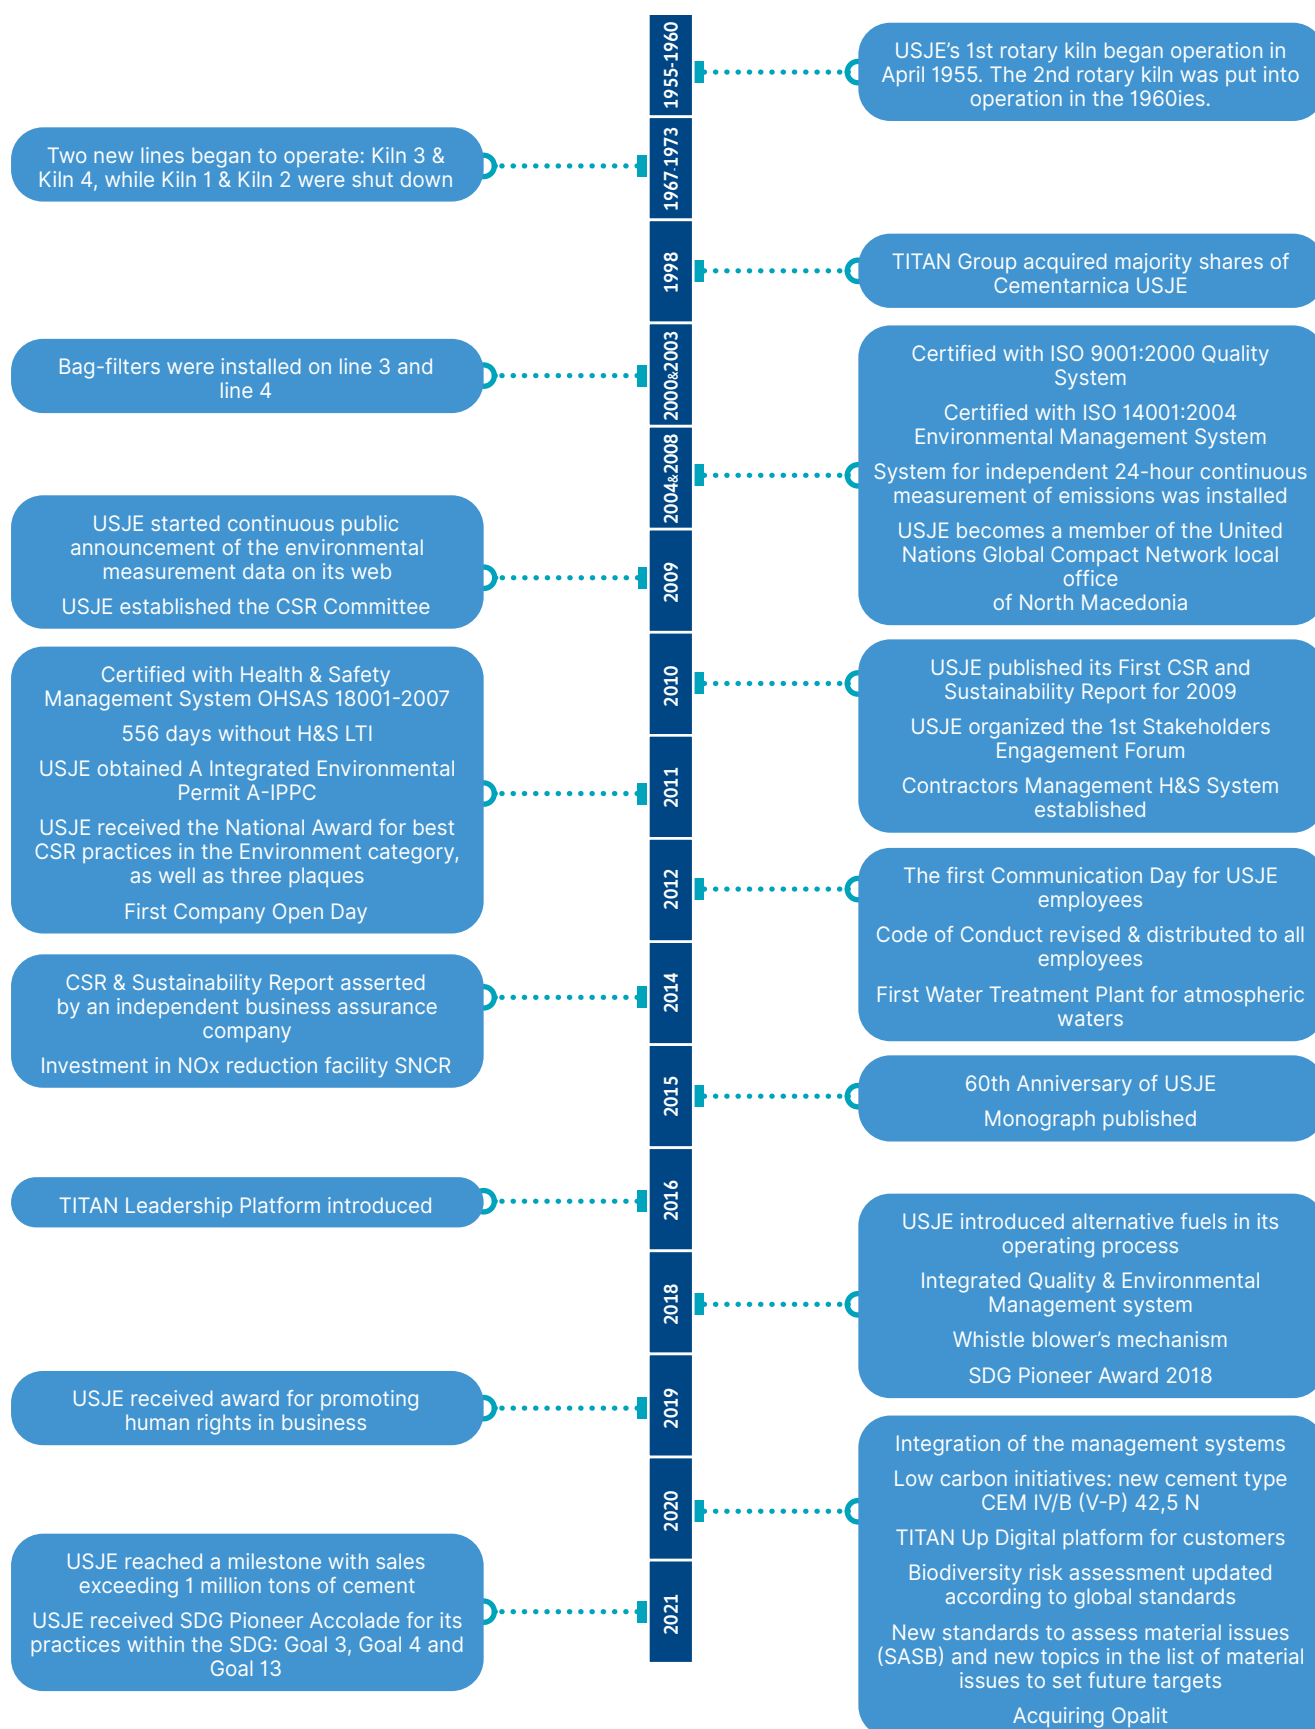 1955-1960
USJE's 1st rotary kiln began operation in
April 1955. The 2nd rotary kiln was put into
operation in the 1960ies.
1967-1973
Two new lines began to operate: Kiln 3 &
Kiln 4, while Kiln 1 & Kiln 2 were shut down
1998
TITAN Group acquired majority shares of
Cementarnica USJE
2000&2003
Bag-filters were installed on line 3 and
line 4
2004&2008
Certified with ISO 9001:2000 Quality
System
Certified with ISO 14001:2004
Environmental Management System
System for independent 24-hour continuous
measurement of emissions was installed
USJE becomes a member of the United
Nations Global Compact Network local
office
of North Macedonia
2009
USJE started continuous public
announcement of the environmental
measurement data on its web
USJE established the CSR Committee
2010
USJE published its First CSR and
Sustainability Report for 2009
USJE organized the 1st Stakeholders
Engagement Forum
Contractors Management H&S System
established
2011
Certified with Health & Safety
Management System OHSAS 18001-2007
556 days without H&S LTI
USJE obtained A Integrated Environmental
Permit A-IPPC
USJE received the National Award for best
CSR practices in the Environment category,
as well as three plaques
First Company Open Day
2012
The first Communication Day for USJE
employees
Code of Conduct revised & distributed to all
employees
First Water Treatment Plant for atmospheric
waters
2014
CSR & Sustainability Report asserted
by an independent business assurance
company
Investment in NOx reduction facility SNCR
2015
60th Anniversary of USJE
Monograph published
2016
TITAN Leadership Platform introduced
2018
USJE introduced alternative fuels in its
operating process
Integrated Quality & Environmental
Management system
Whistle blower's mechanism
SDG Pioneer Award 2018
2019
USJE received award for promoting
human rights in business
2020
Integration of the management systems
Low carbon initiatives: new cement type
CEM IV/B (V-P) 42,5 N
TITAN Up Digital platform for customers
Biodiversity risk assessment updated
according to global standards
New standards to assess material issues
(SASB) and new topics in the list of material
issues to set future targets
Acquiring Opalit
2021
USJE reached a milestone with sales
exceeding 1 million tons of cement
USJE received SDG Pioneer Accolade for its
practices within the SDG: Goal 3, Goal 4 and
Goal 13